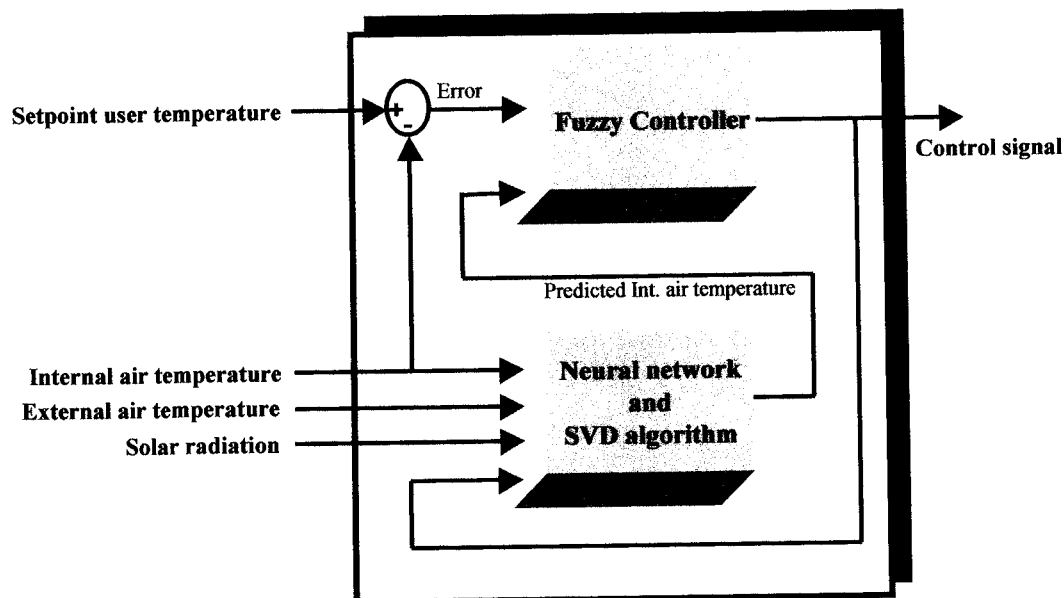 Setpoint user temperature
+
-
Error
Fuzzy Controller
Control signal
Predicted Int. air temperature
Internal air temperature
External air temperature
Solar radiation
Neural network
and
SVD algorithm